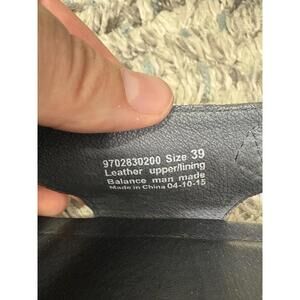 9702830200 Size 39
Leather upper/lining
Balance man made
Made in China 04-10-15